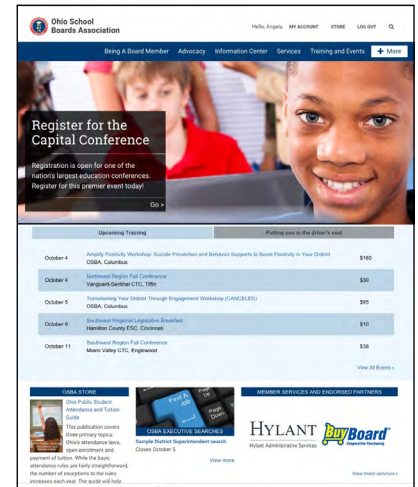 Ohio School
Boards Association
Hello, Angela MY ACCOUNT STORE LOG OUT
Being A Board Member Advocacy Information Center Services Training and Events + More
Register for the
Capital Conference
Registration is open for one of the
nation's largest education conferences.
Register for this premier event today!
Go >
Upcoming Training Putting you in the driver's seat
October 4 Amplify Positivity Workshop: Suicide Prevention and Behavior Supports to Boost Positivity in Your District $160
OSBA, Columbus
October 4 Northwest Region Fall Conference $30
Vanguard-Sentinel CTC, Tiffin
October 5 Transforming Your District Through Engagement Workshop (CANCELED) $95
OSBA, Columbus
October 9 Southwest Regional Legislative Breakfast $10
Hamilton County ESC, Cincinnati
October 11 Southwest Region Fall Conference $38
Miami Valley CTC, Englewood
View All Events »
OSBA STORE
Ohio Public Student
Attendance and Tuition
Guide
This publication covers
three primary topics:
Ohio's attendance laws,
open enrollment and
payment of tuition. While the basic
attendance rules are fairly straightforward,
the number of exceptions to the rules
increases each year. The guide will help
Find A
Job
Page
Up
Page
Down
OSBA EXECUTIVE SEARCHES
Sample District Superintendent search
Closes October 5
View more
MEMBER SERVICES AND ENDORSED PARTNERS
HYLANT
Hylant Administrative Services
BuyBoard
Cooperative Purchasing
View more services »